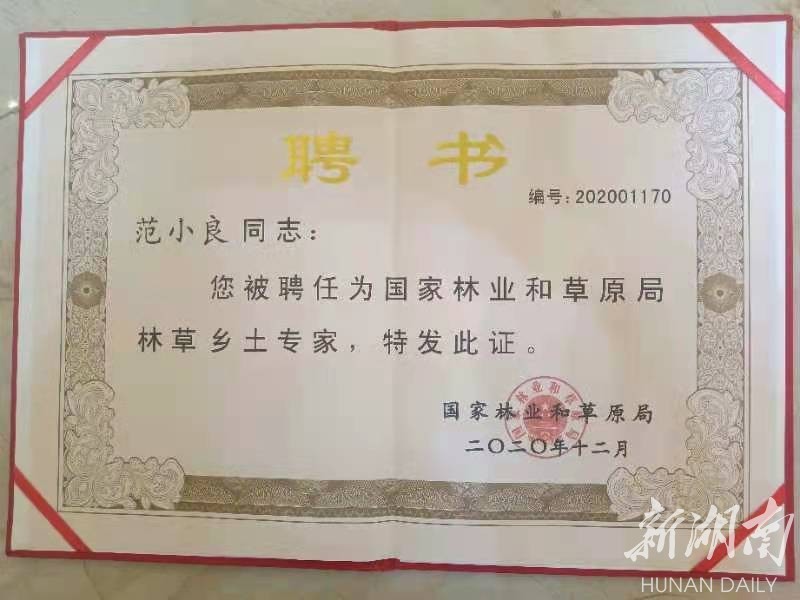 聘 书
编号：202001170
范小良同志：
您被聘任为国家林业和草原局
林草乡土专家，特发此证。
国家林业和草原局
二〇二〇年十二月
新湖南
HUNAN DAILY